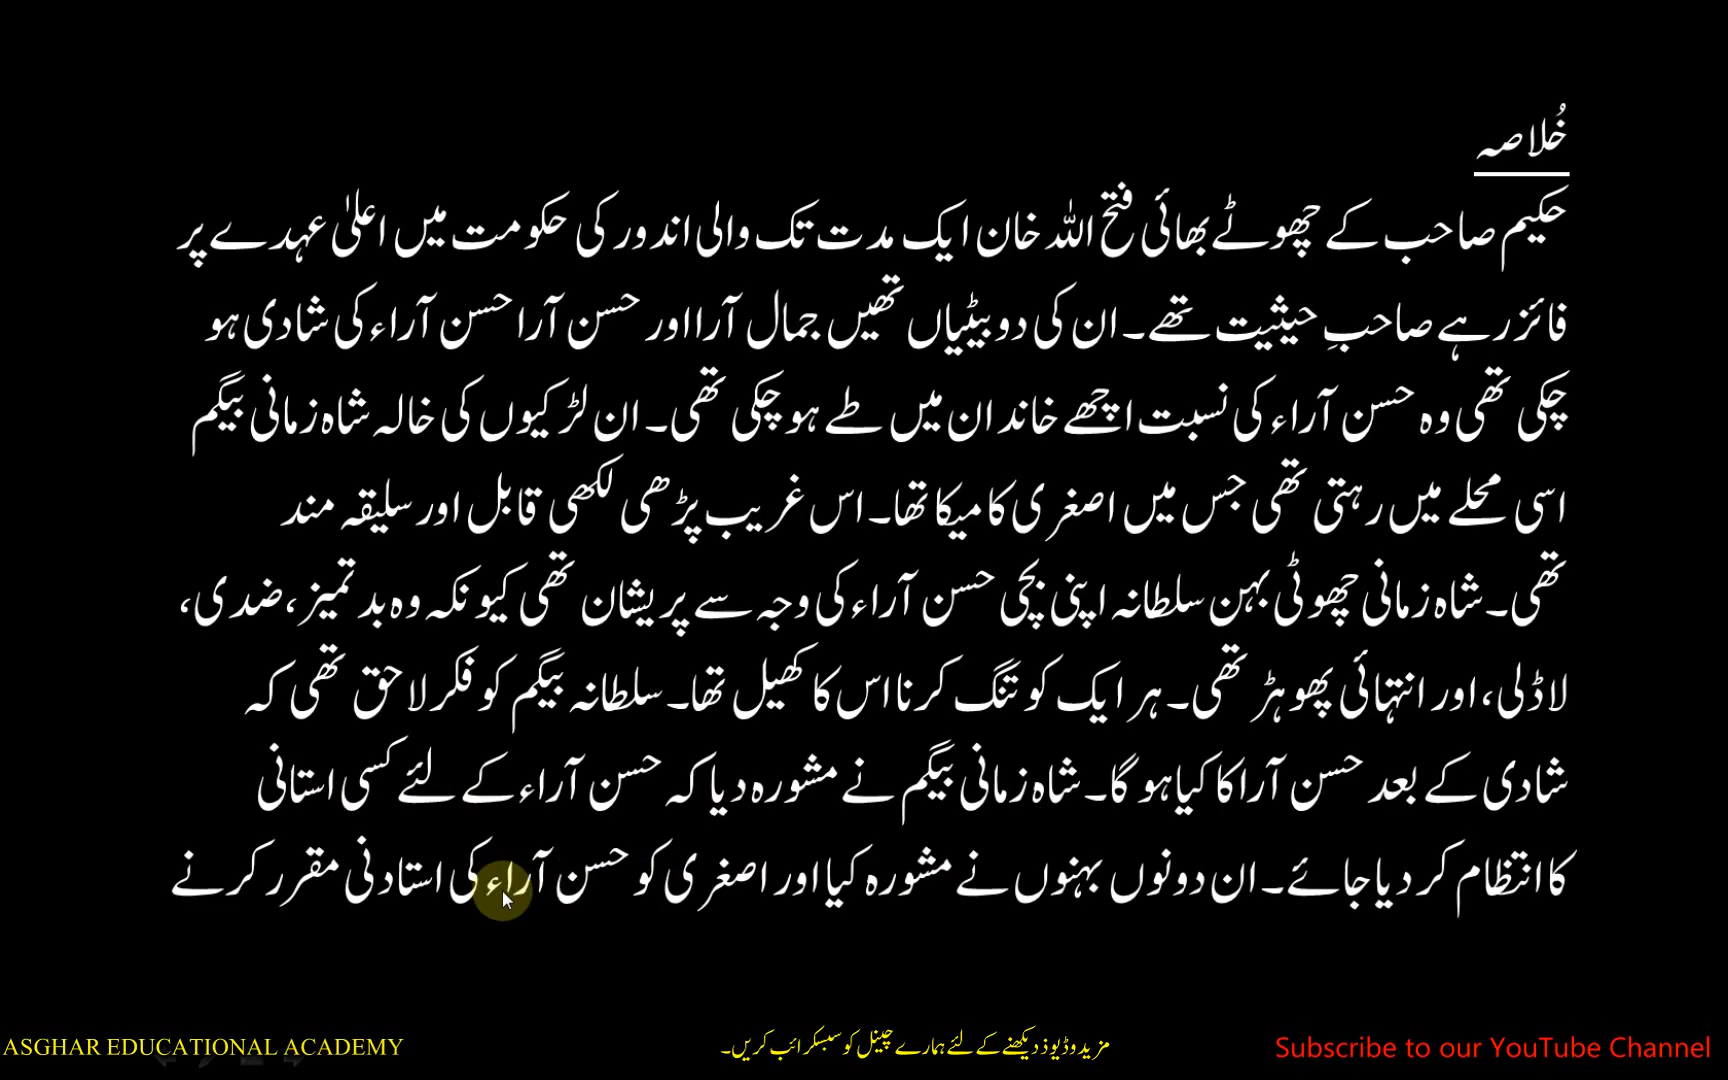 خُلاصہ
حکیم صاحب کے چھوٹے بھائی فتح اللہ خان ایک مدت تک والی اندور کی حکومت میں اعلیٰ عہدے پر
فائز رہے صاحبِ حیثیت تھے۔ ان کی دو بیٹیاں تھیں جمال آرا اور حسن آرا حسن آراء کی شادی ہو
چکی تھی وہ حسن آراء کی نسبت اچھے خاندان میں طے ہو چکی تھی۔ ان لڑکیوں کی خالہ شاہ زمانی بیگم
اسی محلے میں رہتی تھی جس میں اصغری کا میکا تھا۔ اس غریب پڑھی لکھی قابل اور سلیقہ مند
تھی۔ شاہ زمانی چھوٹی بہن سلطانہ اپنی بچی حسن آراء کی وجہ سے پریشان تھی کیونکہ وہ بد تمیز، ضدی،
لاڈلی، اور انتہائی پھوہڑ تھی۔ ہر ایک کو تنگ کرنا اس کا کھیل تھا۔ سلطانہ بیگم کو فکر لاحق تھی کہ
شادی کے بعد حسن آرا کا کیا ہو گا۔ شاہ زمانی بیگم نے مشورہ دیا کہ حسن آراء کے لئے کسی استانی
کا انتظام کر دیا جائے۔ ان دونوں بہنوں نے مشورہ کیا اور اصغری کو حسن آراء کی استادنی مقرر کرنے
ASGHAR EDUCATIONAL ACADEMY
مزید وڈیوذ دیکھنے کے لئے ہمارے چینل کو سبسکرائب کریں۔
Subscribe to our YouTube Channel